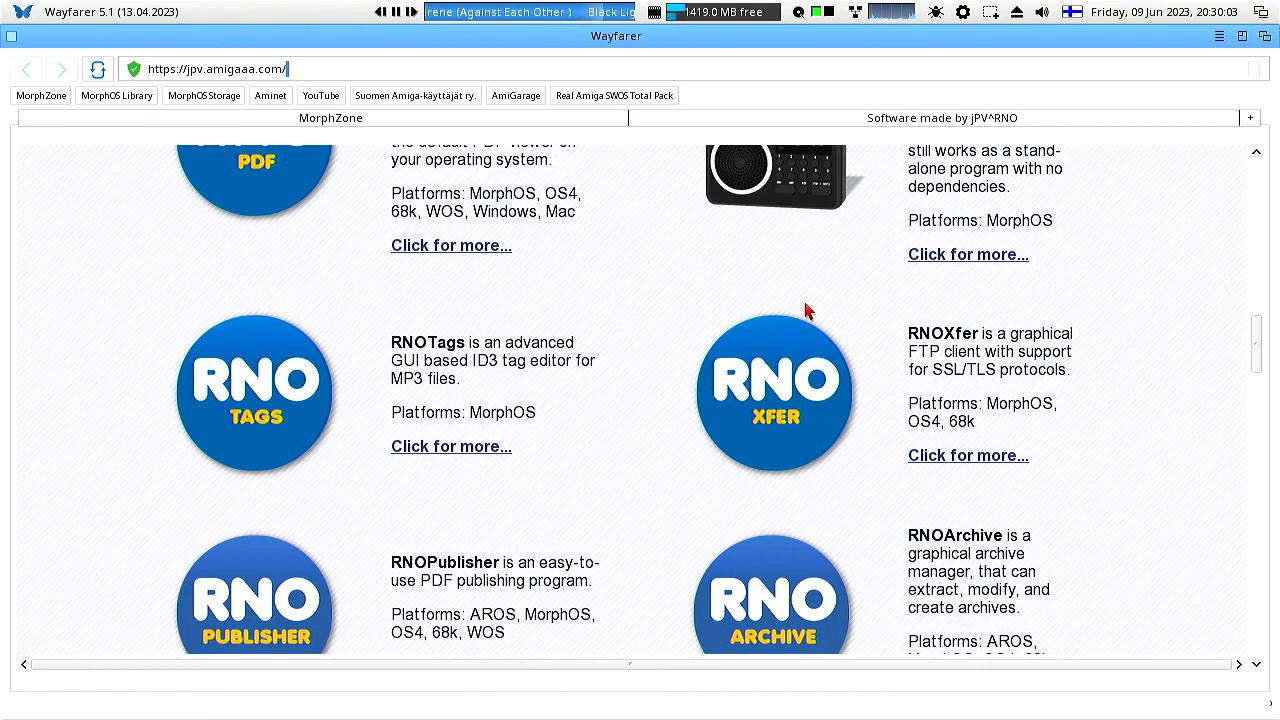 Wayfarer 5.1 (13.04.2023)
irene (Against Each Other ) Black Lig
1419.0 MB free
Friday, 09 Jun 2023, 20:30:03
Wayfarer
https://jpv.amigaaa.com/
MorphZone
MorphOS Library
MorphOS Storage
Aminet
YouTube
Suomen Amiga-käyttäjät ry.
AmiGarage
Real Amiga SWOS Total Pack
MorphZone
Software made by jPV^RNO
+
PDF
the default PDF viewer on
your operating system.
Platforms: MorphOS, OS4,
68k, WOS, Windows, Mac
Click for more...
still works as a stand-
alone program with no
dependencies.
Platforms: MorphOS
Click for more...
RNO
TAGS
RNOTags is an advanced
GUI based ID3 tag editor for
MP3 files.
Platforms: MorphOS
Click for more...
RNO
XFER
RNOXfer is a graphical
FTP client with support
for SSL/TLS protocols.
Platforms: MorphOS,
OS4, 68k
Click for more...
RNO
PUBLISHER
RNOPublisher is an easy-to-
use PDF publishing program.
Platforms: AROS, MorphOS,
OS4, 68k, WOS
RNO
ARCHIVE
RNOArchive is a
graphical archive
manager, that can
extract, modify, and
create archives.
Platforms: AROS,